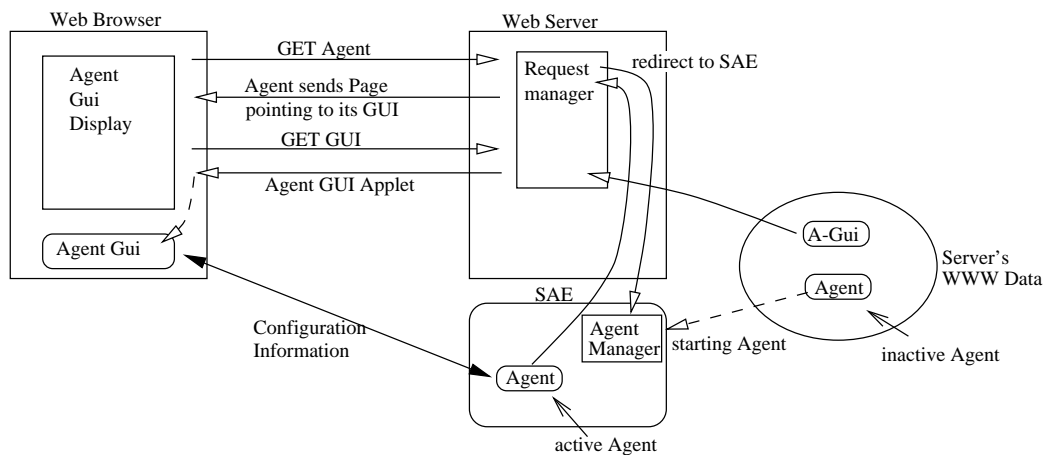 Web Browser
Web Server
GET Agent
redirect to SAE
Agent
Gui
Display
Request
manager
Agent sends Page
pointing to its GUI
GET GUI
Agent GUI Applet
Agent Gui
A-Gui
Agent
Server's
WWW Data
SAE
Configuration
Information
Agent
Manager
starting Agent
inactive Agent
Agent
active Agent